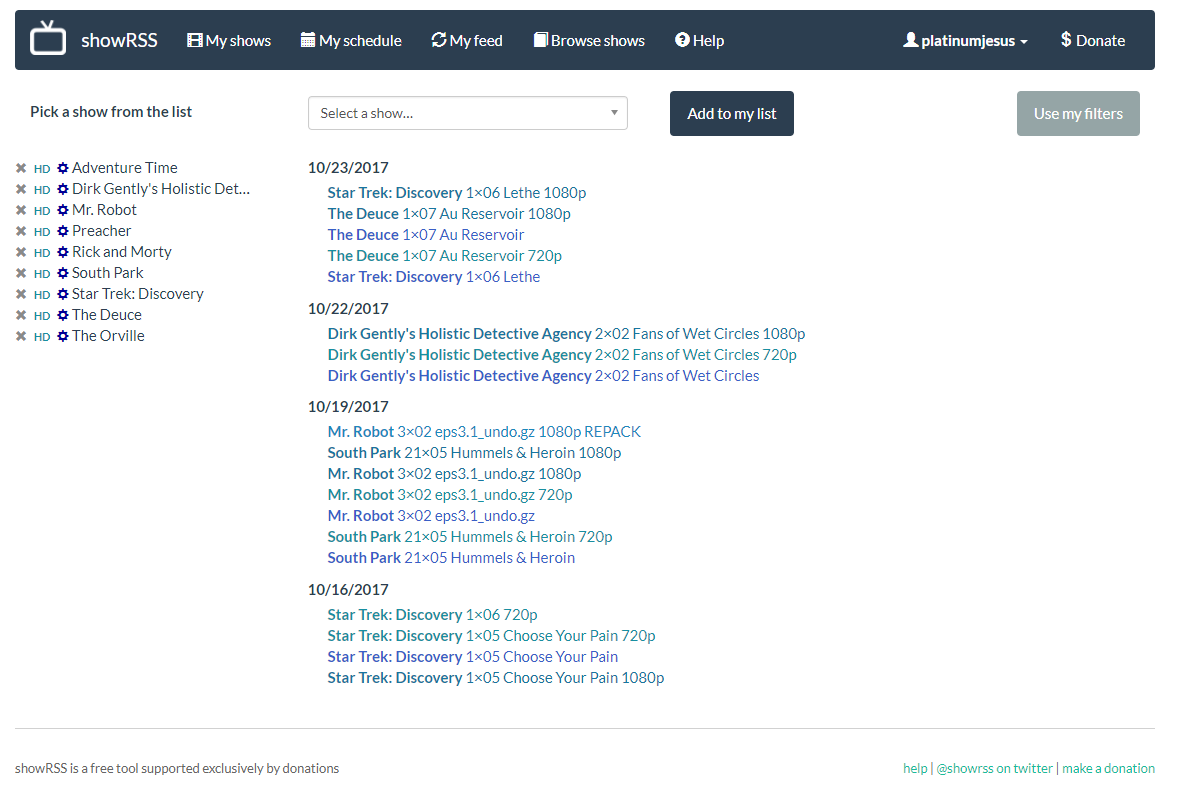 showRSS My shows My schedule My feed Browse shows Help platinumjesus $ Donate
Pick a show from the list Select a show... Add to my list Use my filters
HD Adventure Time
HD Dirk Gently's Holistic Det...
HD Mr. Robot
HD Preacher
HD Rick and Morty
HD South Park
HD Star Trek: Discovery
HD The Deuce
HD The Orville
10/23/2017
Star Trek: Discovery 1×06 Lethe 1080p
The Deuce 1×07 Au Reservoir 1080p
The Deuce 1×07 Au Reservoir
The Deuce 1×07 Au Reservoir 720p
Star Trek: Discovery 1×06 Lethe
10/22/2017
Dirk Gently's Holistic Detective Agency 2×02 Fans of Wet Circles 1080p
Dirk Gently's Holistic Detective Agency 2×02 Fans of Wet Circles 720p
Dirk Gently's Holistic Detective Agency 2×02 Fans of Wet Circles
10/19/2017
Mr. Robot 3×02 eps3.1_undo.gz 1080p REPACK
South Park 21×05 Hummels & Heroin 1080p
Mr. Robot 3×02 eps3.1_undo.gz 1080p
Mr. Robot 3×02 eps3.1_undo.gz 720p
Mr. Robot 3×02 eps3.1_undo.gz
South Park 21×05 Hummels & Heroin 720p
South Park 21×05 Hummels & Heroin
10/16/2017
Star Trek: Discovery 1×06 720p
Star Trek: Discovery 1×05 Choose Your Pain 720p
Star Trek: Discovery 1×05 Choose Your Pain
Star Trek: Discovery 1×05 Choose Your Pain 1080p
showRSS is a free tool supported exclusively by donations help | @showrss on twitter | make a donation